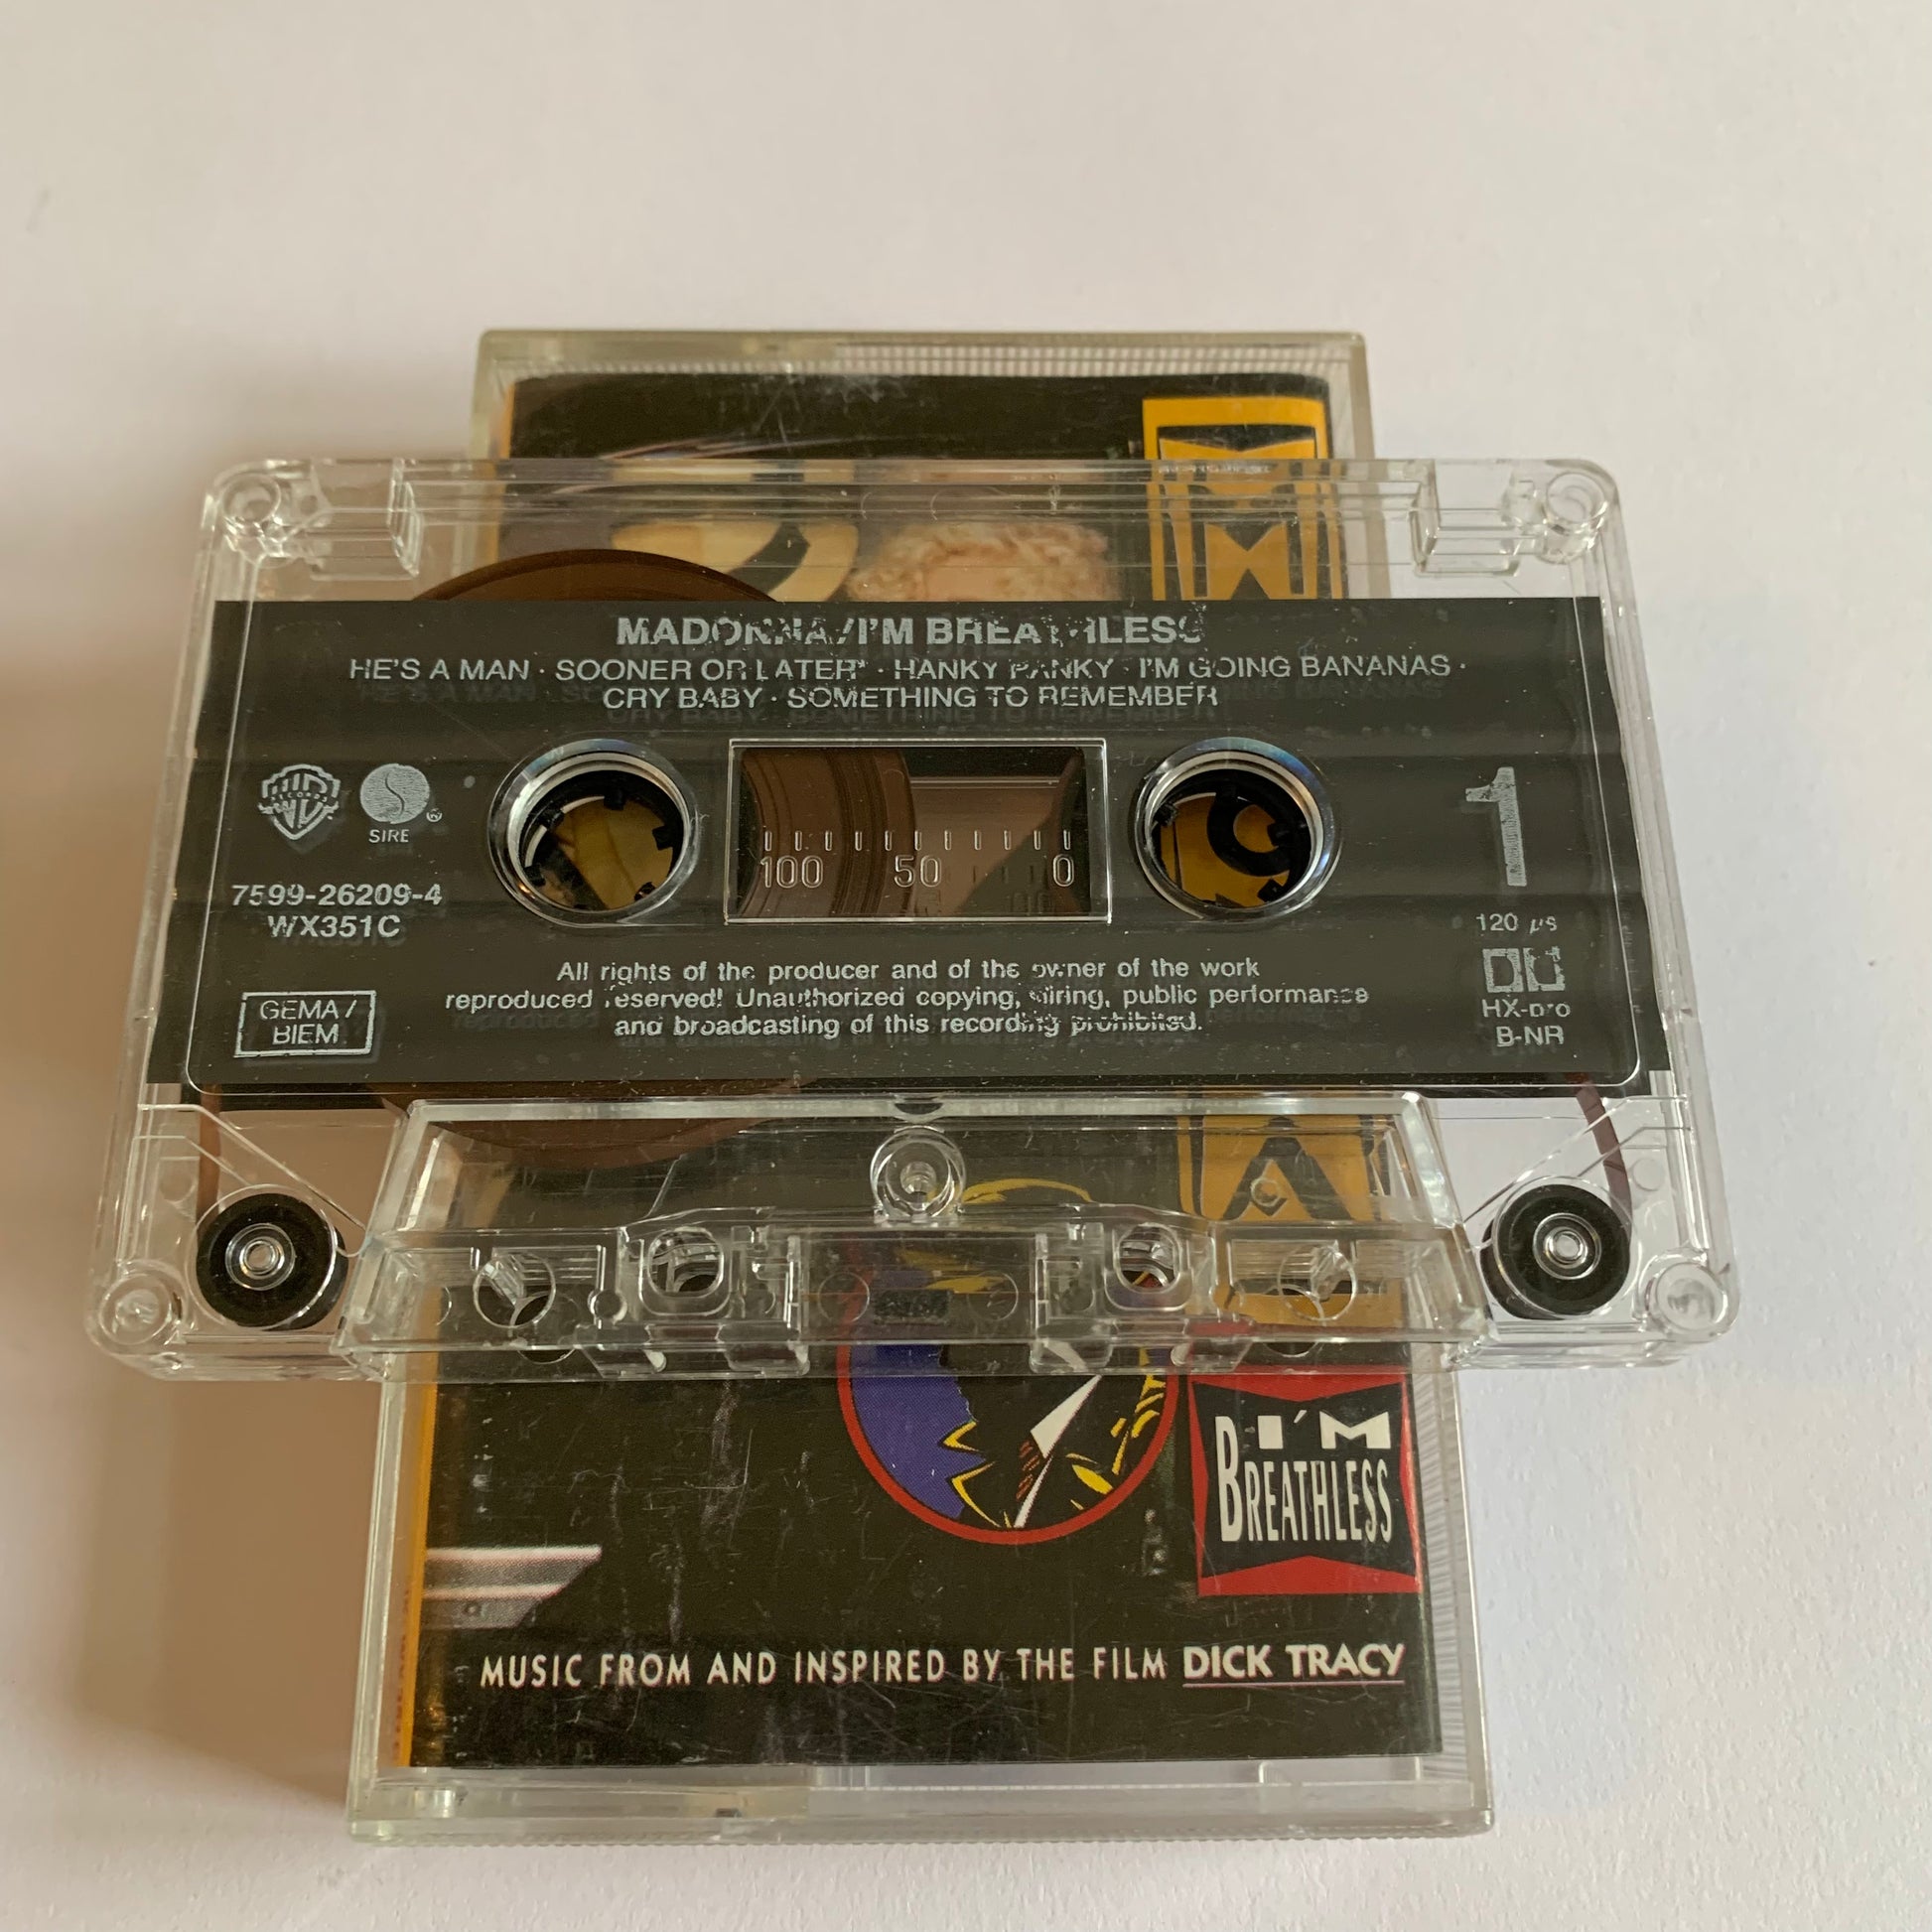 MADONNA/I'M BREATHLESS
HE'S A MAN · SOONER OR LATER* · HANKY PANKY · I'M GOING BANANAS ·
CRY BABY · SOMETHING TO REMEMBER
WB
RECORDS
SIRE
®
1
100 50 0
7599-26209-4
WX351C
120 µs
All rights of the producer and of the owner of the work
reproduced reserved! Unauthorized copying, hiring, public performance
and broadcasting of this recording prohibited.
GEMA /
BIEM
HX-pro
B-NR
I'M
BREATHLESS
MUSIC FROM AND INSPIRED BY THE FILM DICK TRACY